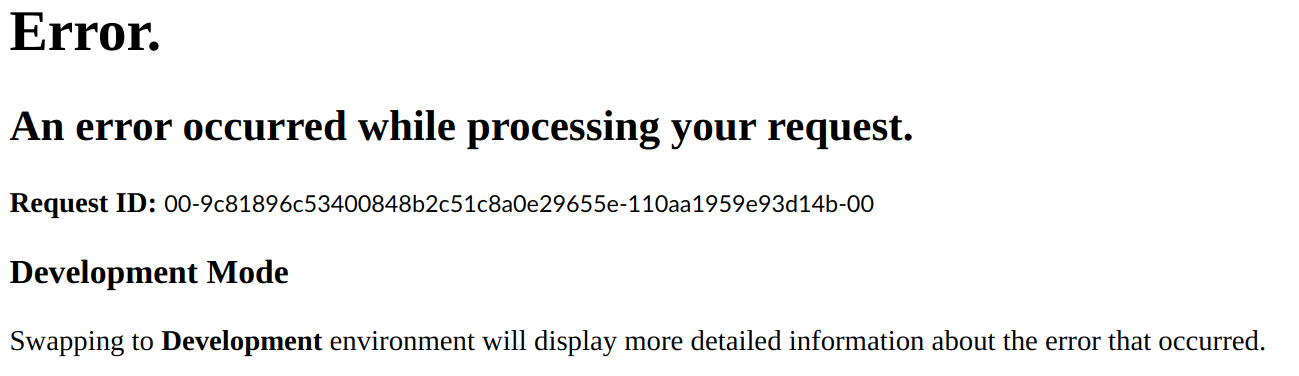 Error.
An error occurred while processing your request.
Request ID: 00-9c81896c53400848b2c51c8a0e29655e-110aa1959e93d14b-00
Development Mode
Swapping to Development environment will display more detailed information about the error that occurred.